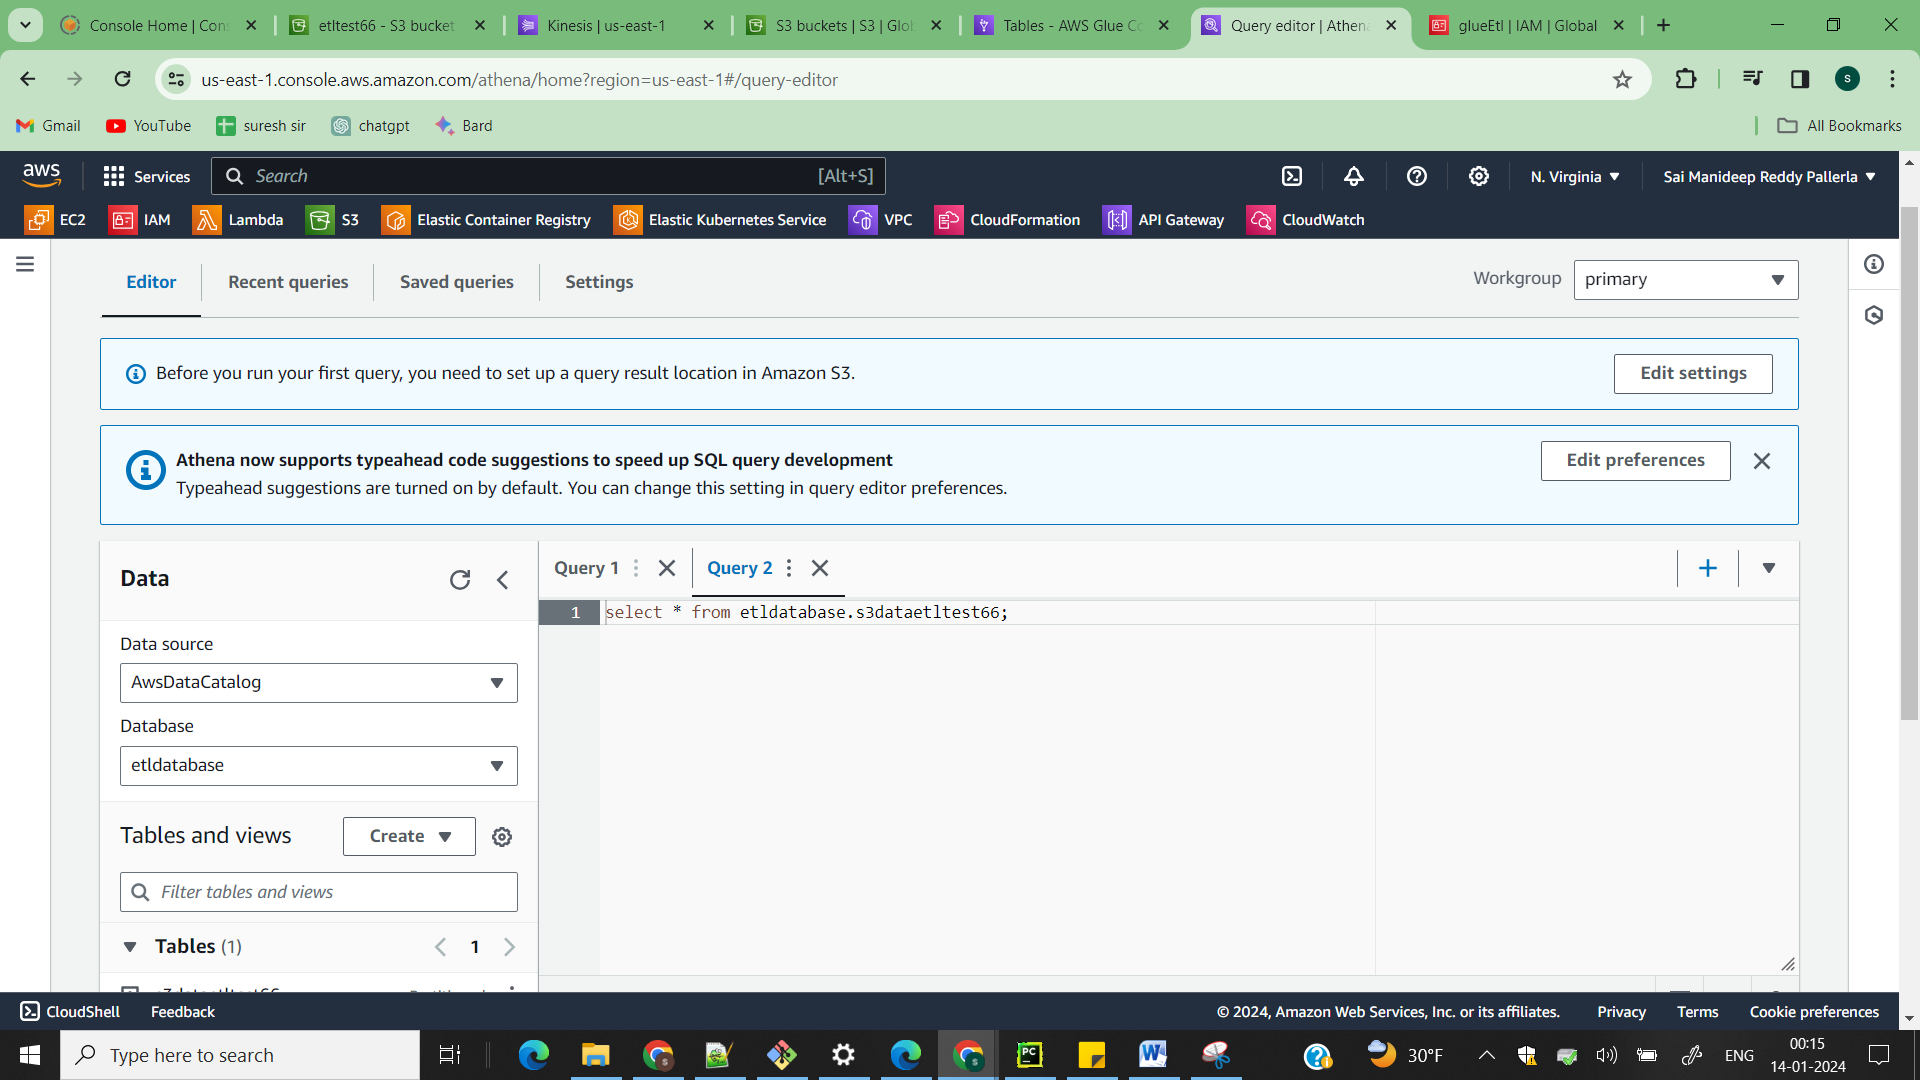 Console Home | Cons
etltest66 - S3 bucket
Kinesis | us-east-1
S3 buckets | S3 | Glob
Tables - AWS Glue Co
Query editor | Athena
glueEtl | IAM | Global
us-east-1.console.aws.amazon.com/athena/home?region=us-east-1#/query-editor
S
Gmail
YouTube
suresh sir
chatgpt
Bard
All Bookmarks
aws
Services
Search
[Alt+S]
N. Virginia
Sai Manideep Reddy Pallerla
EC2
IAM
Lambda
S3
Elastic Container Registry
Elastic Kubernetes Service
VPC
CloudFormation
API Gateway
CloudWatch
Editor
Recent queries
Saved queries
Settings
Workgroup
primary
Before you run your first query, you need to set up a query result location in Amazon S3.
Edit settings
Athena now supports typeahead code suggestions to speed up SQL query development
Typeahead suggestions are turned on by default. You can change this setting in query editor preferences.
Edit preferences
Data
Query 1
Query 2
1 select * from etldatabase.s3dataetltest66;
Data source
AwsDataCatalog
Database
etldatabase
Tables and views
Create
Filter tables and views
Tables (1)
1
s3dataetltest66
CloudShell
Feedback
© 2024, Amazon Web Services, Inc. or its affiliates.
Privacy
Terms
Cookie preferences
Type here to search
30°F
ENG
00:15
14-01-2024